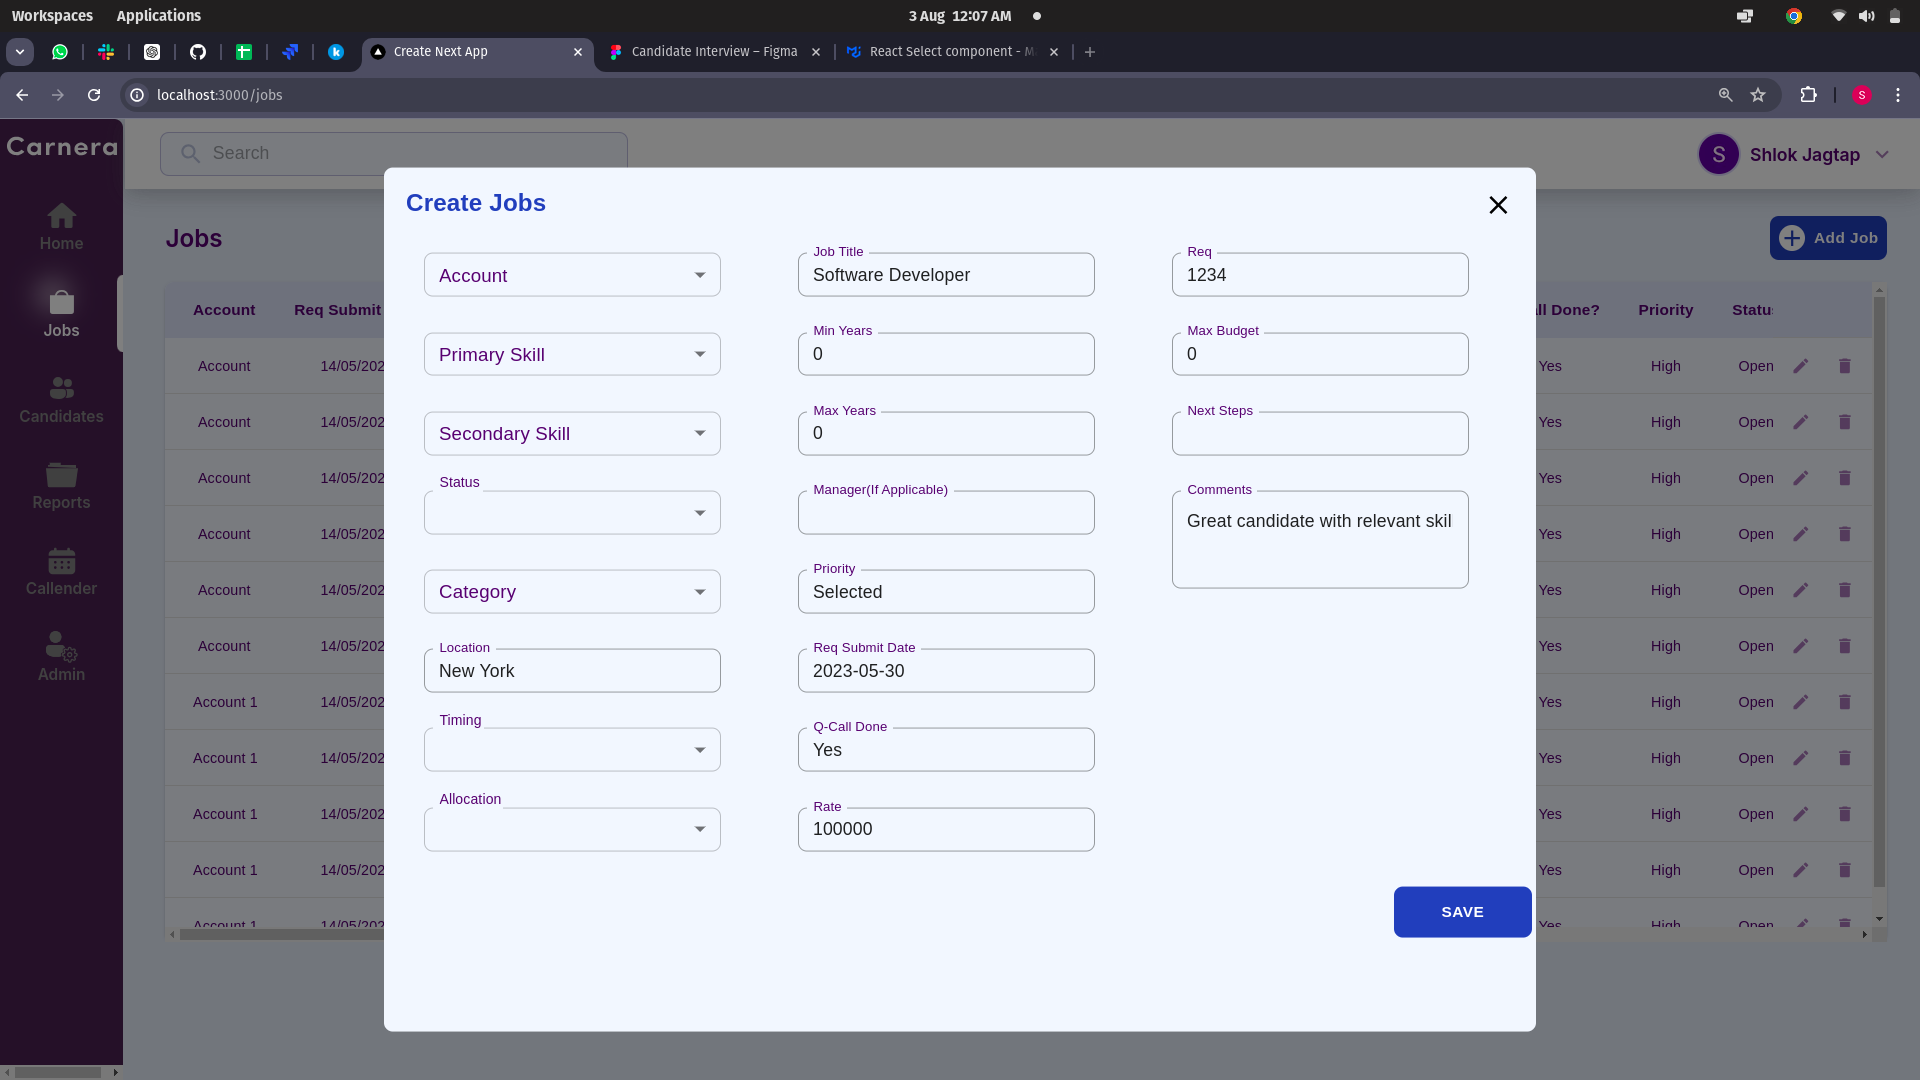 Workspaces Applications 3 Aug 12:07 AM
Create Next App Candidate Interview – Figma React Select component - M
localhost:3000/jobs S
Carnera Search S Shlok Jagtap
Home
Jobs
Candidates
Reports
Callender
Admin
Jobs Add Job
Account Req Submit ll Done? Priority Statu
Account 14/05/202 Yes High Open
Account 14/05/202 Yes High Open
Account 14/05/202 Yes High Open
Account 14/05/202 Yes High Open
Account 14/05/202 Yes High Open
Account 14/05/202 Yes High Open
Account 1 14/05/202 Yes High Open
Account 1 14/05/202 Yes High Open
Account 1 14/05/202 Yes High Open
Account 1 14/05/202 Yes High Open
Account 1 14/05/202 Yes High Open
Create Jobs
Account
Primary Skill
Secondary Skill
Status
Category
Location
New York
Timing
Allocation
Job Title
Software Developer
Min Years
0
Max Years
0
Manager(If Applicable)
Priority
Selected
Req Submit Date
2023-05-30
Q-Call Done
Yes
Rate
100000
Req
1234
Max Budget
0
Next Steps
Comments
Great candidate with relevant skil
SAVE